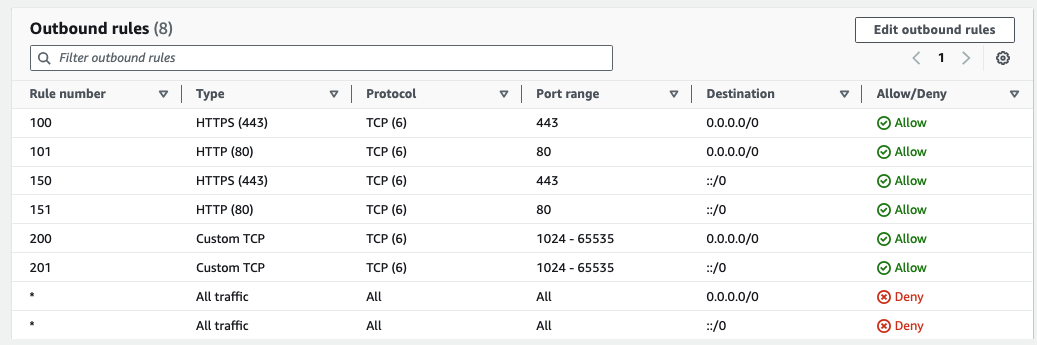 Outbound rules (8)
Edit outbound rules
Filter outbound rules
1
Rule number Type Protocol Port range Destination Allow/Deny
100 HTTPS (443) TCP (6) 443 0.0.0.0/0 Allow
101 HTTP (80) TCP (6) 80 0.0.0.0/0 Allow
150 HTTPS (443) TCP (6) 443 ::/0 Allow
151 HTTP (80) TCP (6) 80 ::/0 Allow
200 Custom TCP TCP (6) 1024 - 65535 0.0.0.0/0 Allow
201 Custom TCP TCP (6) 1024 - 65535 ::/0 Allow
* All traffic All All 0.0.0.0/0 Deny
* All traffic All All ::/0 Deny